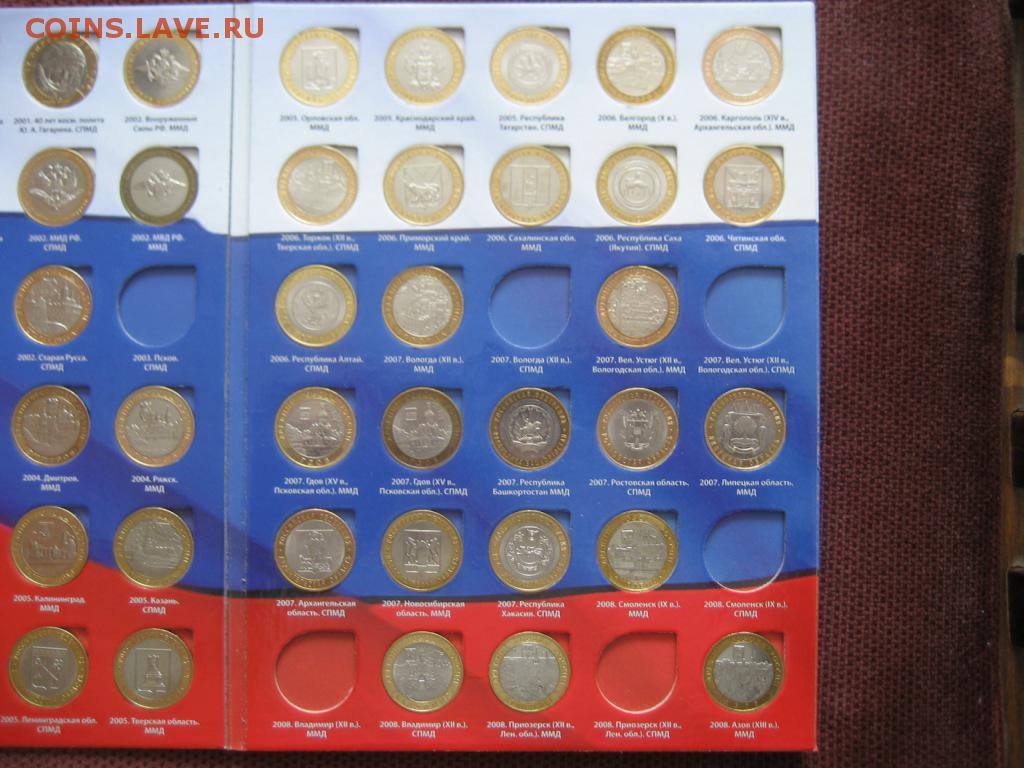 COINS.LAVE.RU
2001. 40 лет косм. полета
Ю. А. Гагарина. СПМД
2002. Вооруженные
Силы РФ. ММД
2005. Орловская обл.
ММД
2005. Краснодарский край.
ММД
2005. Республика
Татарстан. СПМД
2006. Белгород (X в.)
ММД
2006. Каргополь (XIV в.,
Архангельская обл.) ММД
2002. МИД РФ.
СПМД
2002. МВД РФ.
ММД
2006. Торжок (XII в.,
Тверская обл.). СПМД
2006. Приморский край.
ММД
2006. Сахалинская обл.
ММД
2006. Республика Саха
(Якутия). СПМД
2006. Читинская обл.
СПМД
2002. Старая Русса.
СПМД
2003. Псков.
СПМД
2006. Республика Алтай.
СПМД
2007. Вологда (XII в.).
ММД
2007. Вологда (XII в.).
СПМД
2007. Вел. Устюг (XII в.,
Вологодская обл.). ММД
2007. Вел. Устюг (XII в.,
Вологодская обл.). СПМД
2004. Дмитров.
ММД
2004. Ряжск.
ММД
2007. Гдов (XV в.,
Псковская обл.). ММД
2007. Гдов (XV в.,
Псковская обл.). СПМД
2007. Республика
Башкортостан ММД
2007. Ростовская область.
СПМД
2007. Липецкая область.
ММД
2005. Калининград.
ММД
2005. Казань.
СПМД
2007. Архангельская
область. СПМД
2007. Новосибирская
область. ММД
2007. Республика
Хакасия. СПМД
2008. Смоленск (IX в.).
ММД
2008. Смоленск (IX в.).
СПМД
2005. Ленинградская обл.
СПМД
2005. Тверская область.
ММД
2008. Владимир (XII в.).
ММД
2008. Владимир (XII в.).
СПМД
2008. Приозерск (XII в.,
Лен. обл.). ММД
2008. Приозерск (XII в.,
Лен. обл.). СПМД
2008. Азов (XIII в.).
ММД